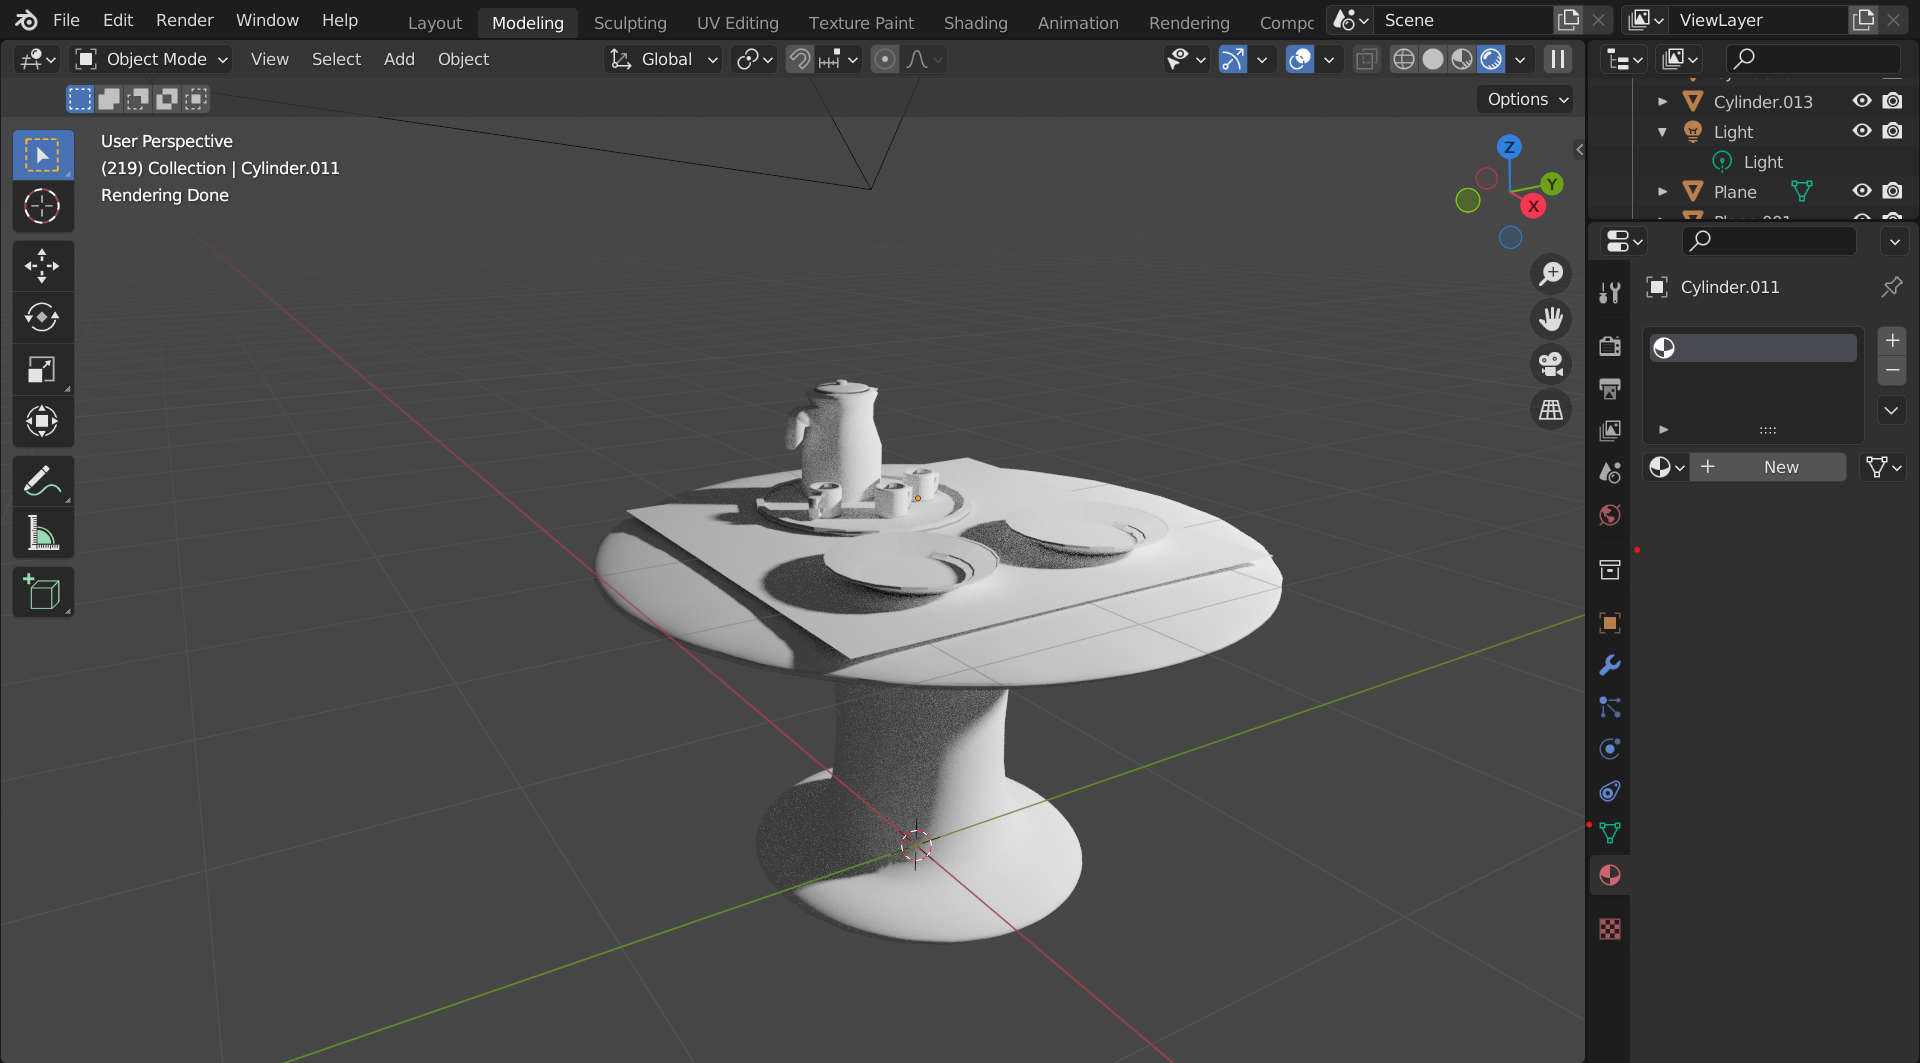 File Edit Render Window Help Layout Modeling Sculpting UV Editing Texture Paint Shading Animation Rendering Compo Scene ViewLayer
Object Mode View Select Add Object Global
Options
User Perspective
(219) Collection | Cylinder.011
Rendering Done
Z
Y
X
Cylinder.013
Light
Light
Plane
Cylinder.011
New